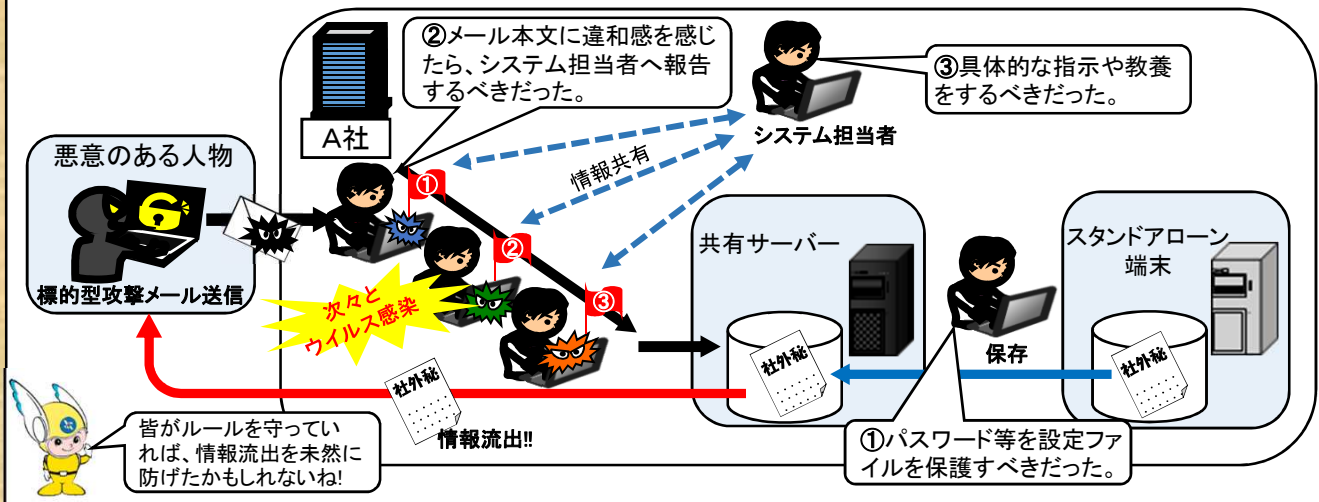 ②メール本文に違和感を感じ
たら、システム担当者へ報告
するべきだった。
③具体的な指示や教養
をするべきだった。
システム担当者
A社
悪意のある人物
標的型攻撃メール送信
情報共有
①
②
③
次々と
ウイルス感染
共有サーバー
スタンドアローン
端末
保存
社外秘
社外秘
社外秘
情報流出!!
①パスワード等を設定ファ
イルを保護すべきだった。
皆がルールを守ってい
れば、情報流出を未然に
防げたかもしれないね!